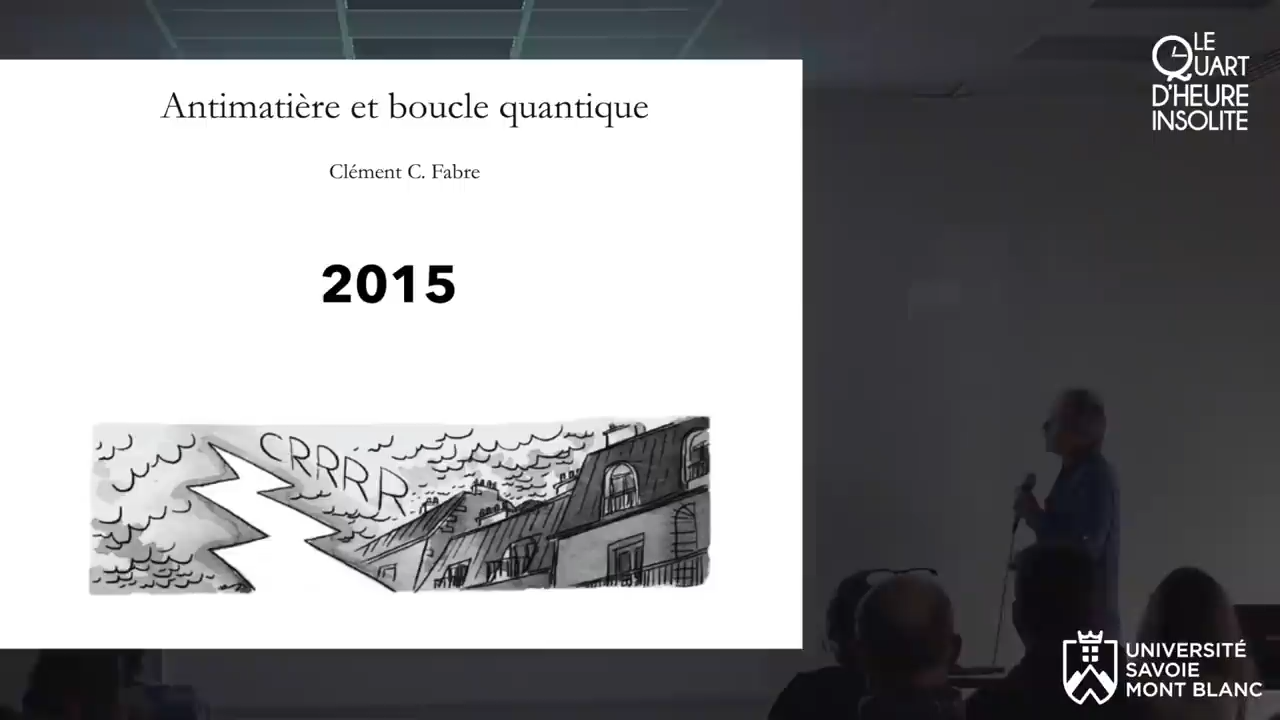 Antimatière et boucle quantique
Clément C. Fabre
2015
CRRRR
LE
QUART
D'HEURE
INSOLITE
UNIVERSITÉ
SAVOIE
MONT BLANC